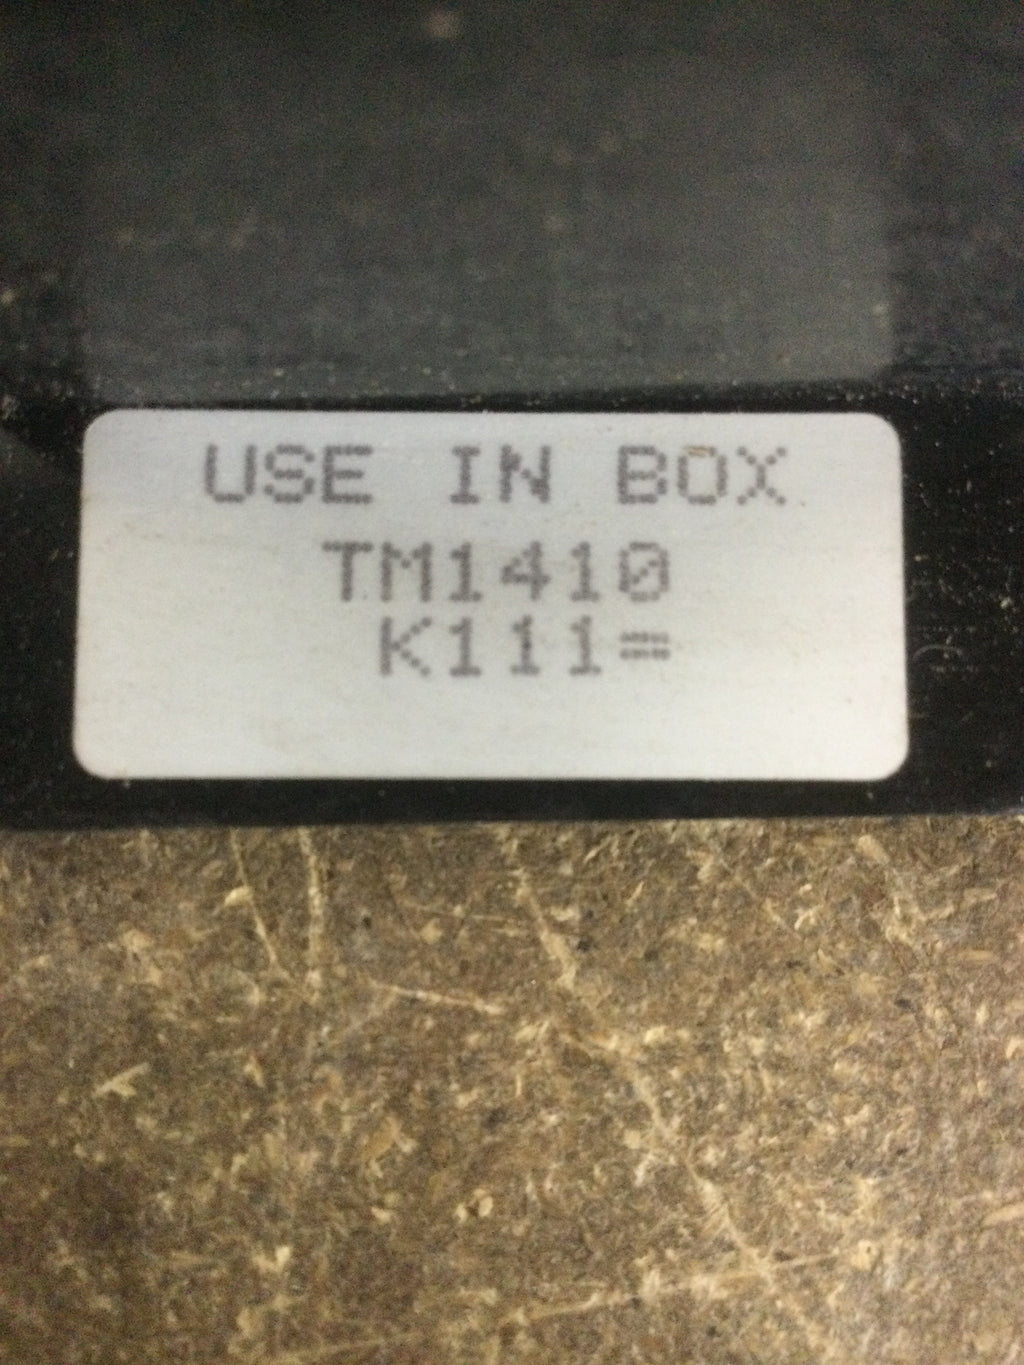 USE IN BOX
TM1410
K111=